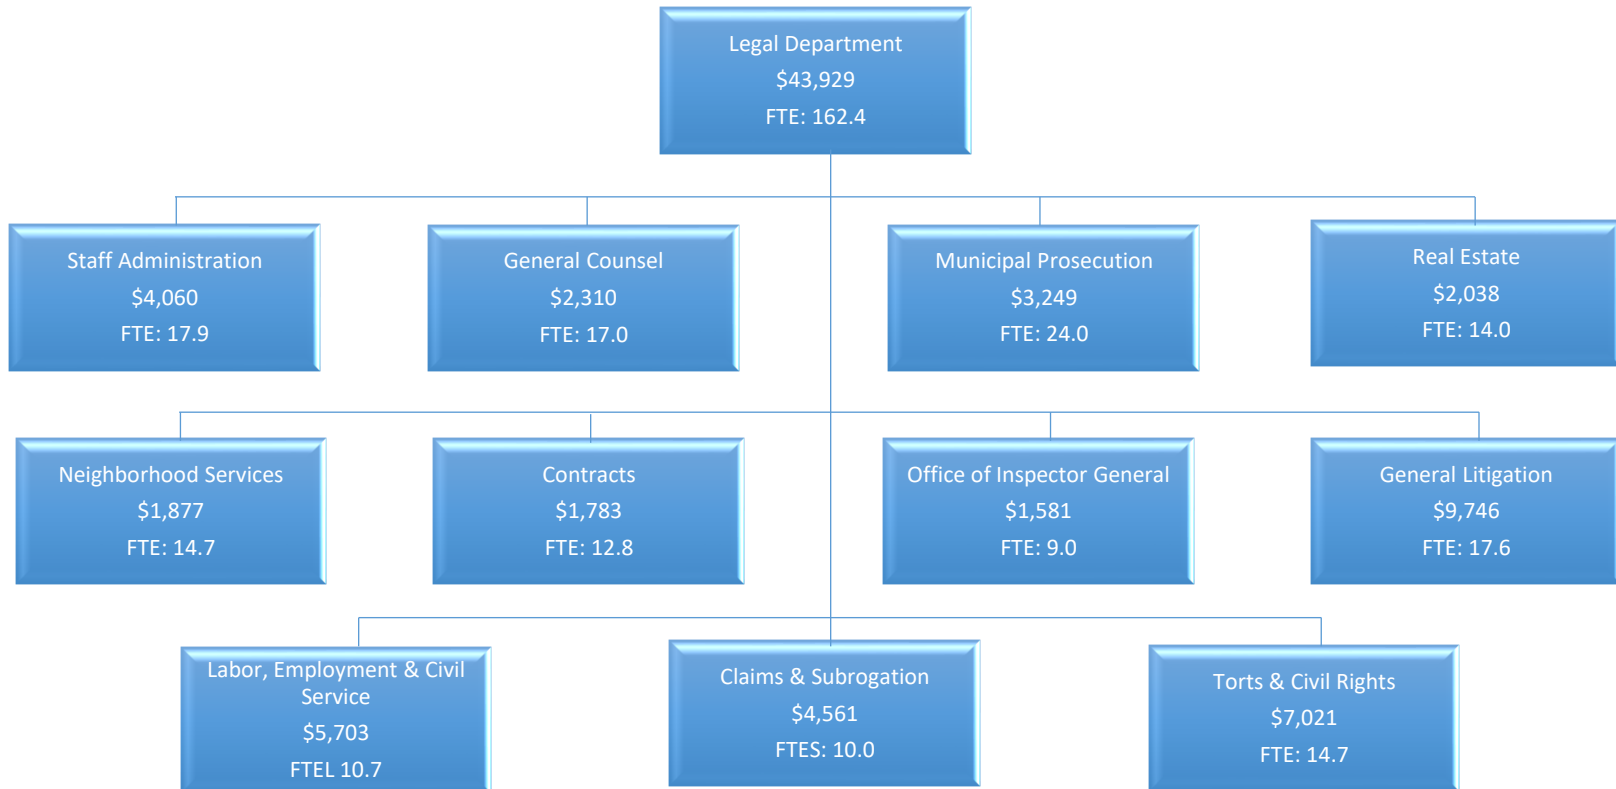 Legal Department
$43,929
FTE: 162.4
Staff Administration
$4,060
FTE: 17.9
General Counsel
$2,310
FTE: 17.0
Municipal Prosecution
$3,249
FTE: 24.0
Real Estate
$2,038
FTE: 14.0
Neighborhood Services
$1,877
FTE: 14.7
Contracts
$1,783
FTE: 12.8
Office of Inspector General
$1,581
FTE: 9.0
General Litigation
$9,746
FTE: 17.6
Labor, Employment & Civil
Service
$5,703
FTEL 10.7
Claims & Subrogation
$4,561
FTES: 10.0
Torts & Civil Rights
$7,021
FTE: 14.7